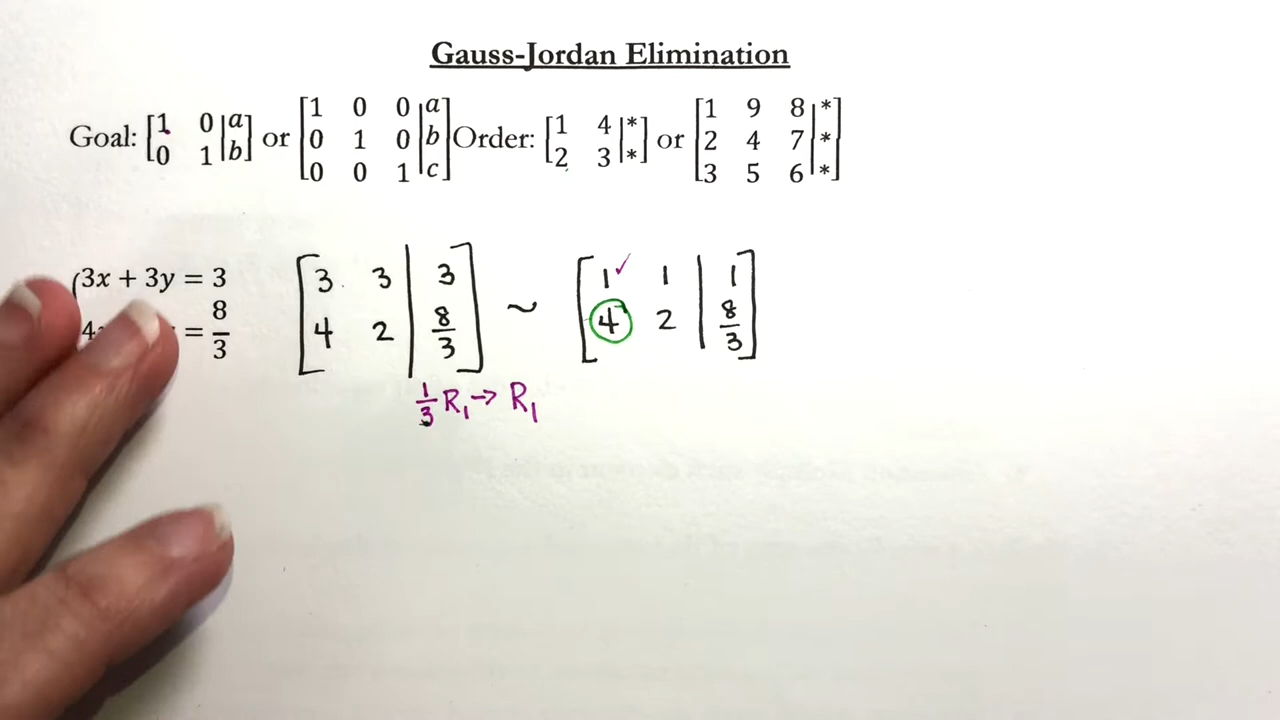 Gauss-Jordan Elimination
Goal: [1 0 | a; 0 1 | b] or [1 0 0 | a; 0 1 0 | b; 0 0 1 | c] Order: [1 4 | *; 2 3 | *] or [1 9 8 | *; 2 4 7 | *; 3 5 6 | *]
3x + 3y = 3
4 = 8/3
[3 3 | 3; 4 2 | 8/3] ~ [1 ✓ 1 | 1; 4 2 | 8/3]
1/3 R₁ → R₁